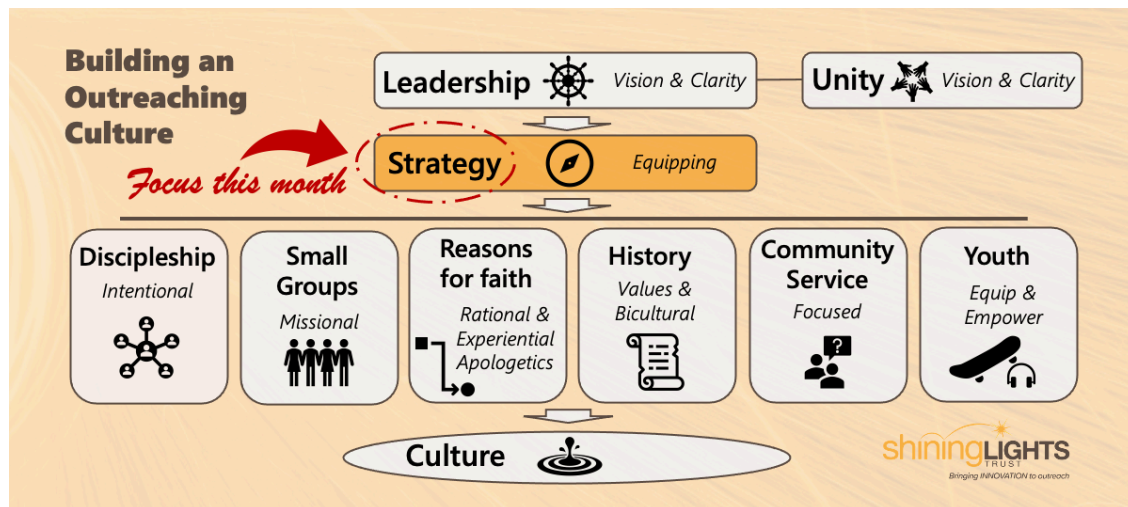 Building an
Outreaching
Culture
Leadership Vision & Clarity
Unity Vision & Clarity
Focus this month
Strategy Equipping
Discipleship
Intentional
Small
Groups
Missional
Reasons
for faith
Rational &
Experiential
Apologetics
History
Values &
Bicultural
Community
Service
Focused
?
Youth
Equip &
Empower
Culture
shiningLIGHTS
TRUST
Bringing INNOVATION to outreach